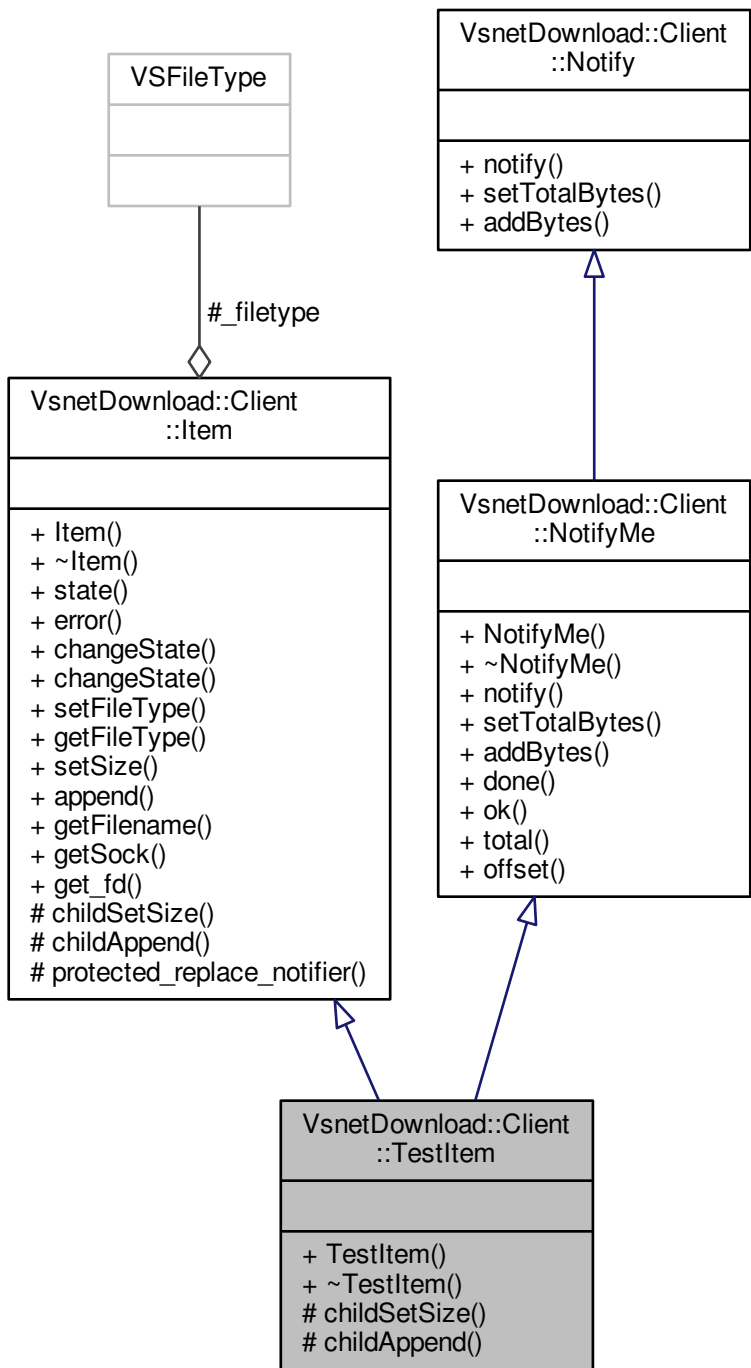 VSFileType
#_filetype
VsnetDownload::Client
::Item
+ Item()
+ ~Item()
+ state()
+ error()
+ changeState()
+ changeState()
+ setFileType()
+ getFileType()
+ setSize()
+ append()
+ getFilename()
+ getSock()
+ get_fd()
# childSetSize()
# childAppend()
# protected_replace_notifier()
VsnetDownload::Client
::Notify
+ notify()
+ setTotalBytes()
+ addBytes()
VsnetDownload::Client
::NotifyMe
+ NotifyMe()
+ ~NotifyMe()
+ notify()
+ setTotalBytes()
+ addBytes()
+ done()
+ ok()
+ total()
+ offset()
VsnetDownload::Client
::TestItem
+ TestItem()
+ ~TestItem()
# childSetSize()
# childAppend()